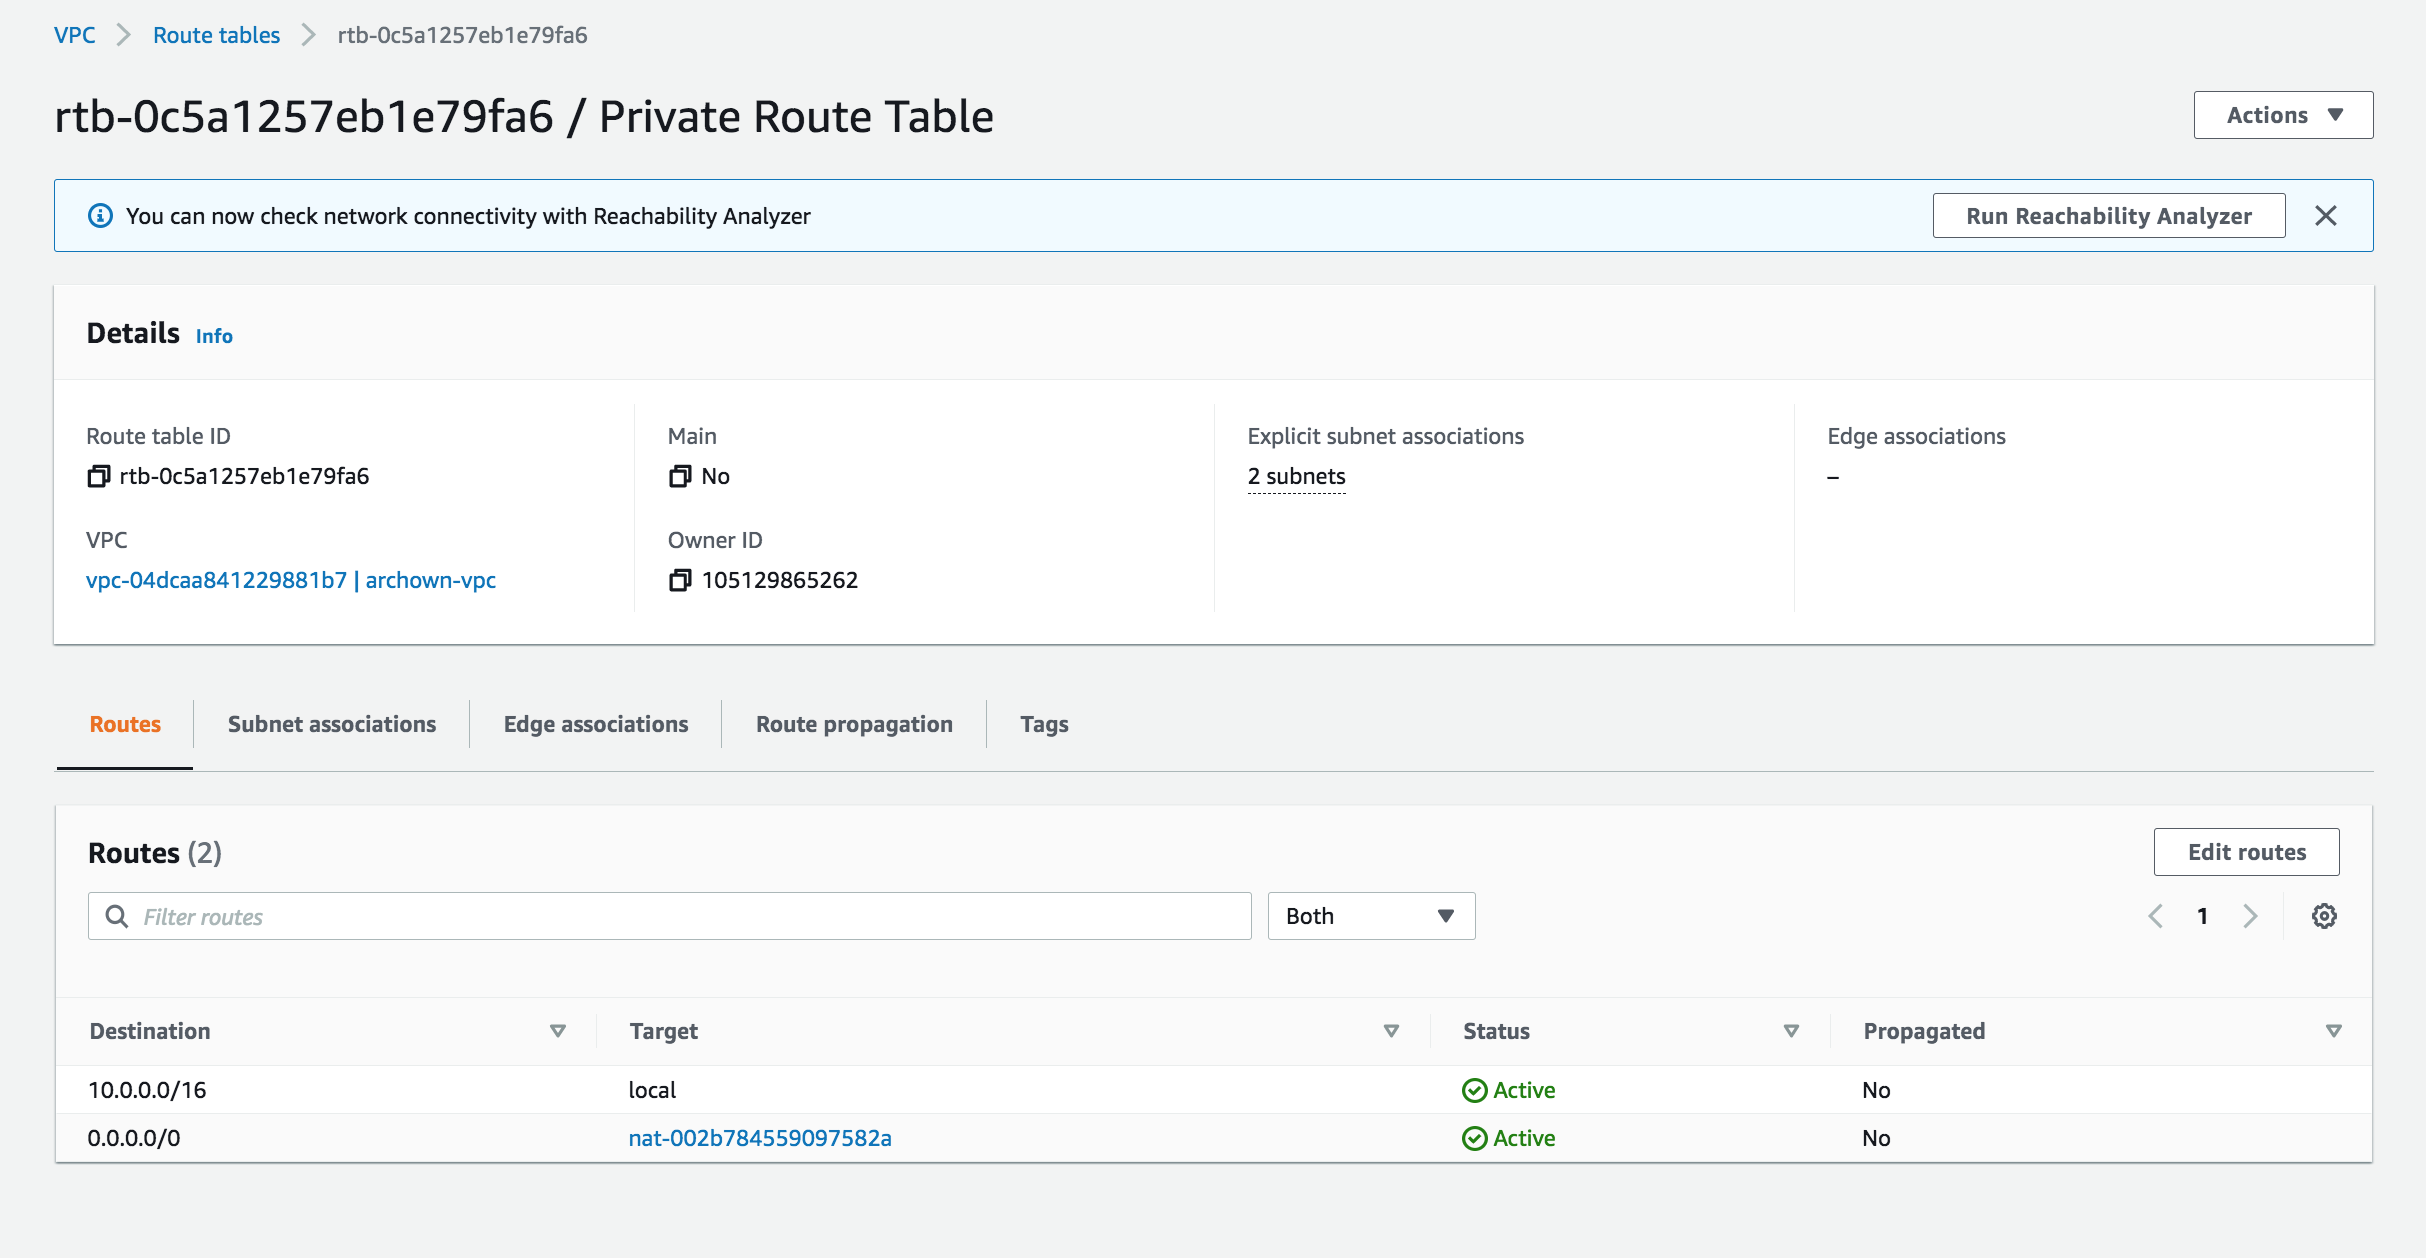 VPC > Route tables > rtb-0c5a1257eb1e79fa6
rtb-0c5a1257eb1e79fa6 / Private Route Table
Actions
You can now check network connectivity with Reachability Analyzer
Run Reachability Analyzer
Details Info
Route table ID
rtb-0c5a1257eb1e79fa6
Main
No
Explicit subnet associations
2 subnets
Edge associations
–
VPC
vpc-04dcaa841229881b7 | archown-vpc
Owner ID
105129865262
Routes Subnet associations Edge associations Route propagation Tags
Routes (2)
Edit routes
Filter routes
Both
1
Destination Target Status Propagated
10.0.0.0/16 local Active No
0.0.0.0/0 nat-002b784559097582a Active No